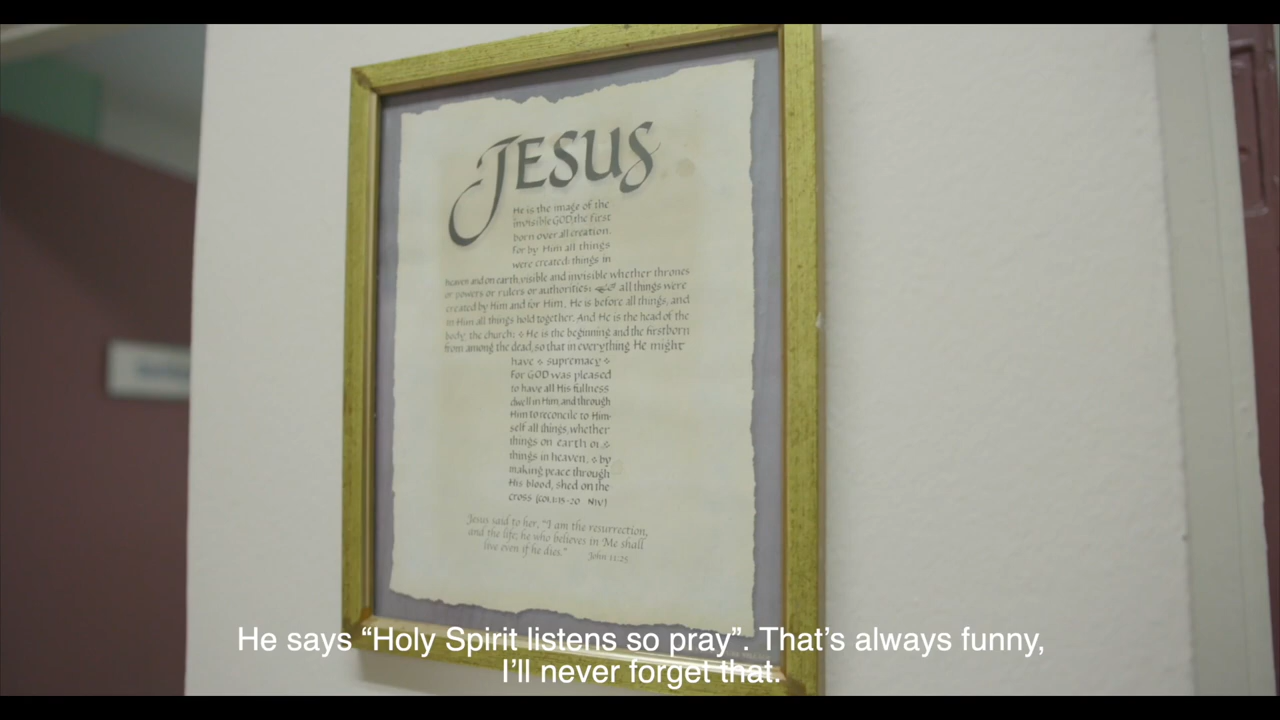 JESUS
He is the image of the
invisible GOD, the first
born over all creation.
For by Him all things
were created: things in
heaven and on earth, visible and invisible whether thrones
or powers or rulers or authorities; all things were
created by Him and for Him. He is before all things, and
in Him all things hold together. And He is the head of the
body, the church; He is the beginning and the firstborn
from among the dead, so that in everything He might
have supremacy
For GOD was pleased
to have all His fullness
dwell in Him, and through
Him to reconcile to Him-
self all things, whether
things on earth or
things in heaven, by
making peace through
His blood, shed on the
cross (COL1:15-20 NIV)
Jesus said to her, "I am the resurrection,
and the life; he who believes in Me shall
live even if he dies." John 11:25
He says “Holy Spirit listens so pray”. That’s always funny,
I’ll never forget that.